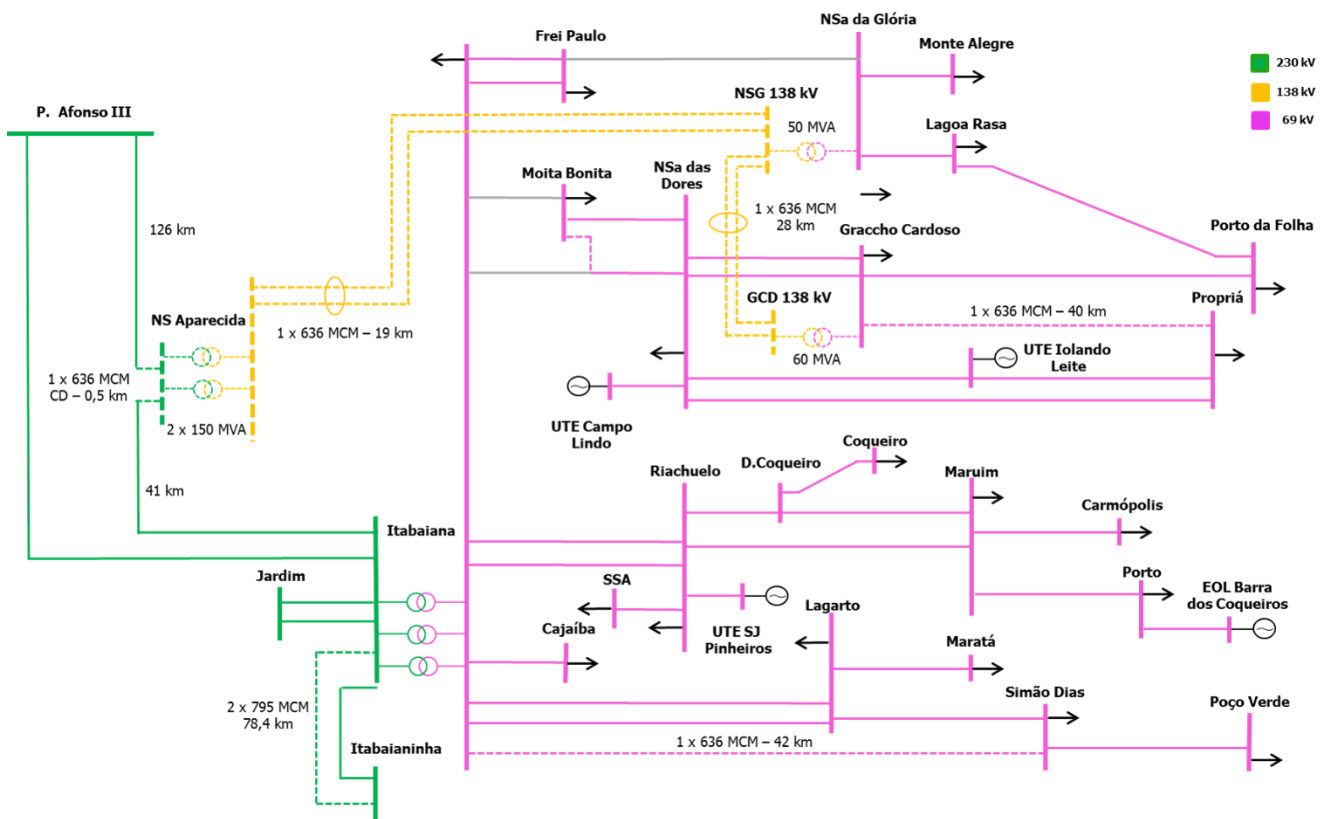 Frei Paulo
NSa da Glória
Monte Alegre
230 kV
138 kV
69 kV
P. Afonso III
NSG 138 kV
50 MVA
Lagoa Rasa
Moita Bonita
NSa das
Dores
1 x 636 MCM
28 km
Graccho Cardoso
Porto da Folha
126 km
NS Aparecida
1 x 636 MCM – 19 km
GCD 138 kV
60 MVA
1 x 636 MCM – 40 km
Propriá
UTE Iolando
Leite
1 x 636 MCM
CD – 0,5 km
2 x 150 MVA
UTE Campo
Lindo
41 km
Riachuelo
D.Coqueiro
Coqueiro
Maruim
Carmópolis
Itabaiana
Jardim
SSA
Cajaíba
UTE SJ
Pinheiros
Lagarto
Maratá
Porto
EOL Barra
dos Coqueiros
2 x 795 MCM
78,4 km
Simão Dias
Poço Verde
Itabaianinha
1 x 636 MCM – 42 km